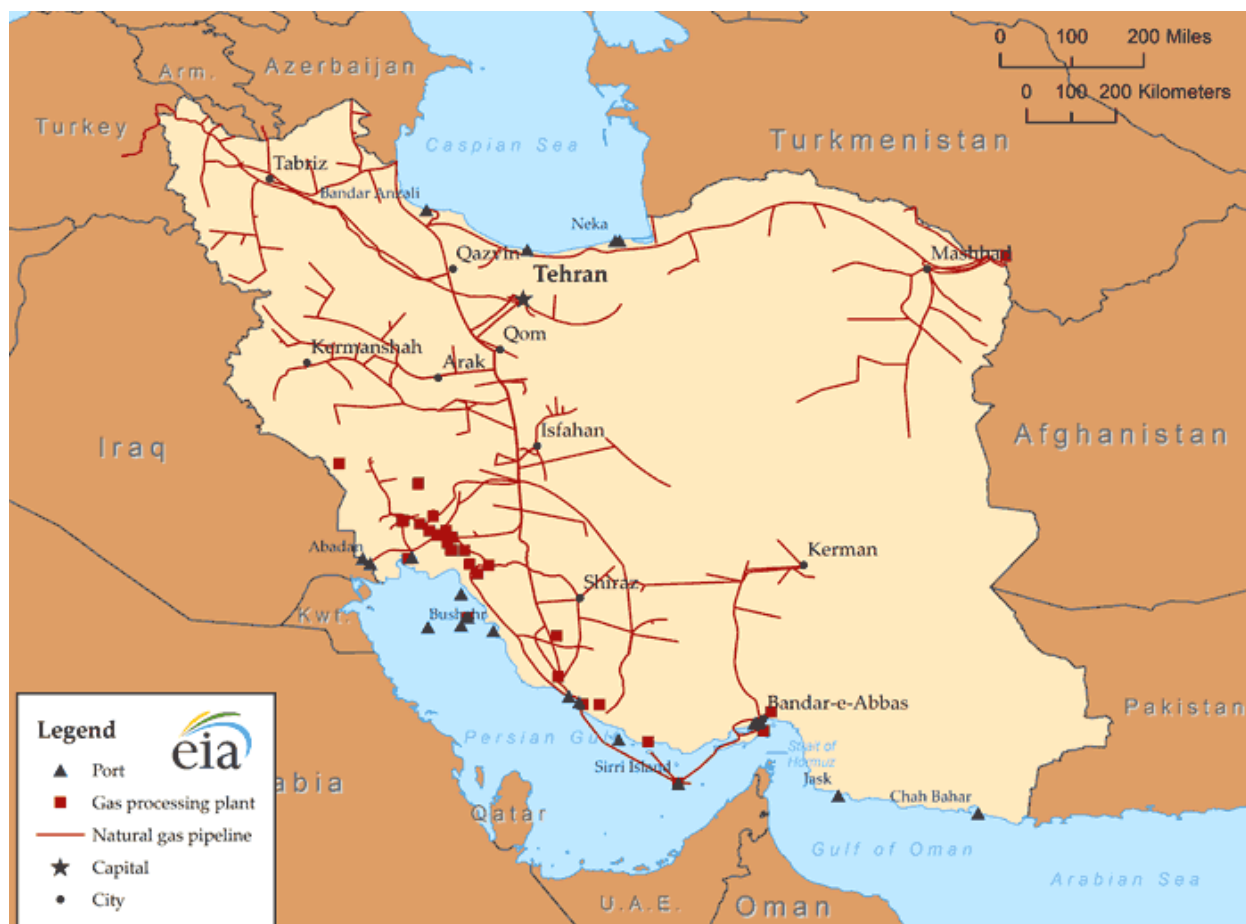 0 100 200 Miles
0 100 200 Kilometers
Arm.
Azerbaijan
Turkey
Caspian Sea
Turkmenistan
Tabriz
Bandar Anzali
Neka
Qazvin
Mashhad
Tehran
Qom
Kermanshah
Arak
Iraq
Isfahan
Afghanistan
Abadan
Kerman
Shiraz
Kwt.
Bushehr
Bandar-e-Abbas
Pakistan
Persian Gulf
Strait of
Hormuz
Sirri Island
Jask
Chah Bahar
Qatar
Gulf of Oman
Arabian Sea
U.A.E.
Oman
abia
Legend
eia
Port
Gas processing plant
Natural gas pipeline
Capital
City